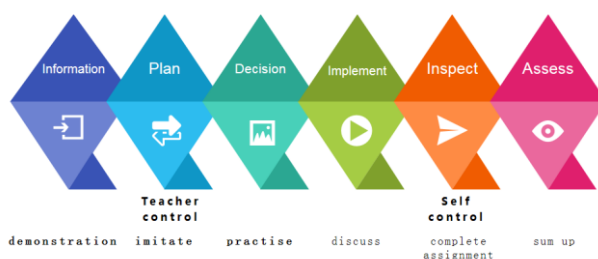 Information Plan Decision Implement Inspect Assess
Teacher Self
control control
demonstration imitate practise discuss complete sum up
assignment